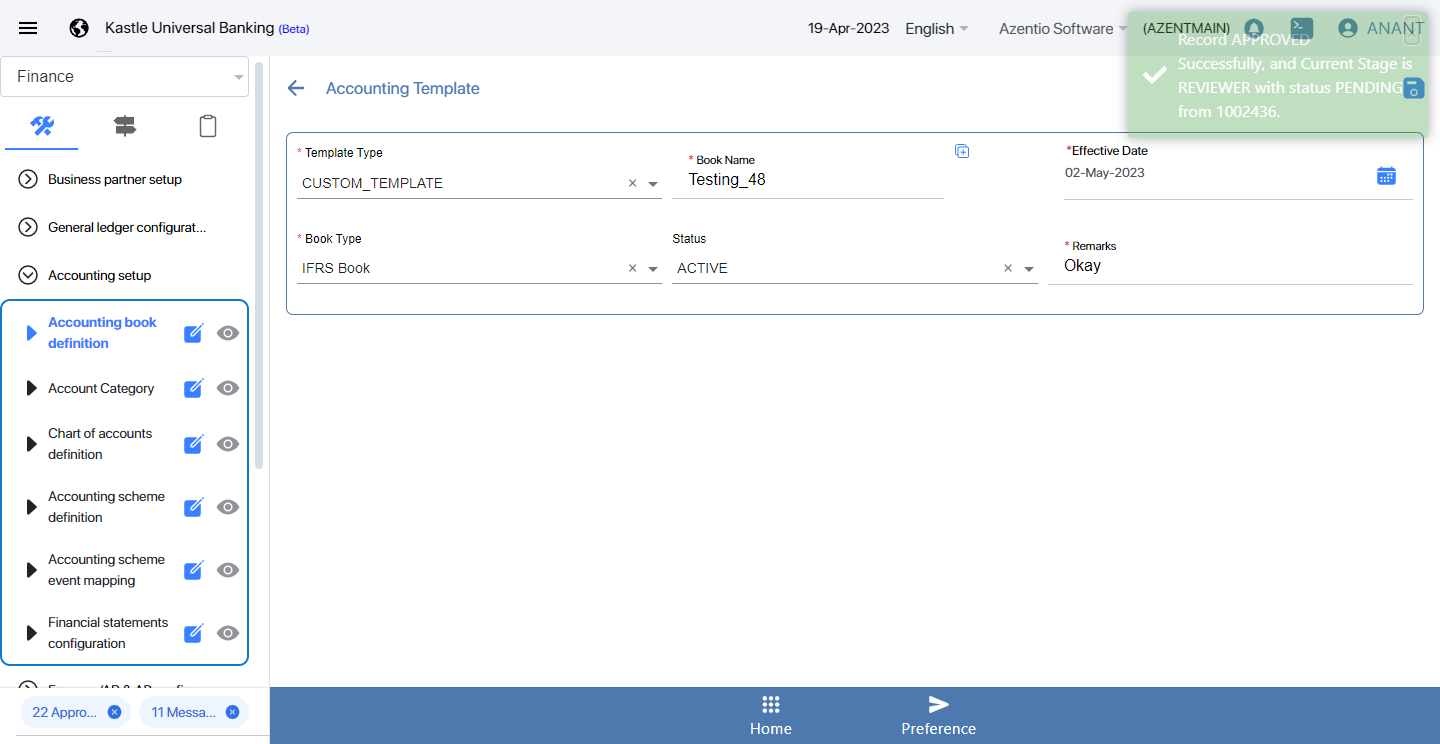 Kastle Universal Banking (Beta)
19-Apr-2023
English
Azentio Software
(AZENTMAIN)
ANANT
Record APPROVED
Successfully, and Current Stage is
REVIEWER with status PENDING
from 1002436.
Finance
Business partner setup
General ledger configurat...
Accounting setup
Accounting book
definition
Account Category
Chart of accounts
definition
Accounting scheme
definition
Accounting scheme
event mapping
Financial statements
configuration
22 Appro...
11 Messa...
Accounting Template
* Template Type
CUSTOM_TEMPLATE
* Book Name
Testing_48
*Effective Date
02-May-2023
* Book Type
IFRS Book
Status
ACTIVE
* Remarks
Okay
Home
Preference